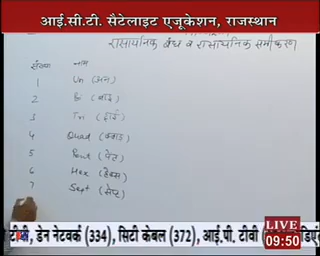 आई.सी.टी. सैटेलाइट एजूकेशन, राजस्थान
रासायनिक बंध व रासायनिक समीकरण
संख्या नाम
1 Un (अन)
2 Bi (बाई)
3 Tri (ट्राई)
4 Quad (क्वाड)
5 Pent (पेंट)
6 Hex (हेक्स)
7 Sept (सेप्ट)
LIVE
टीसी, डेन नेटवर्क (334), सिटी केबल (372), आई.पी. टीवी
09:50